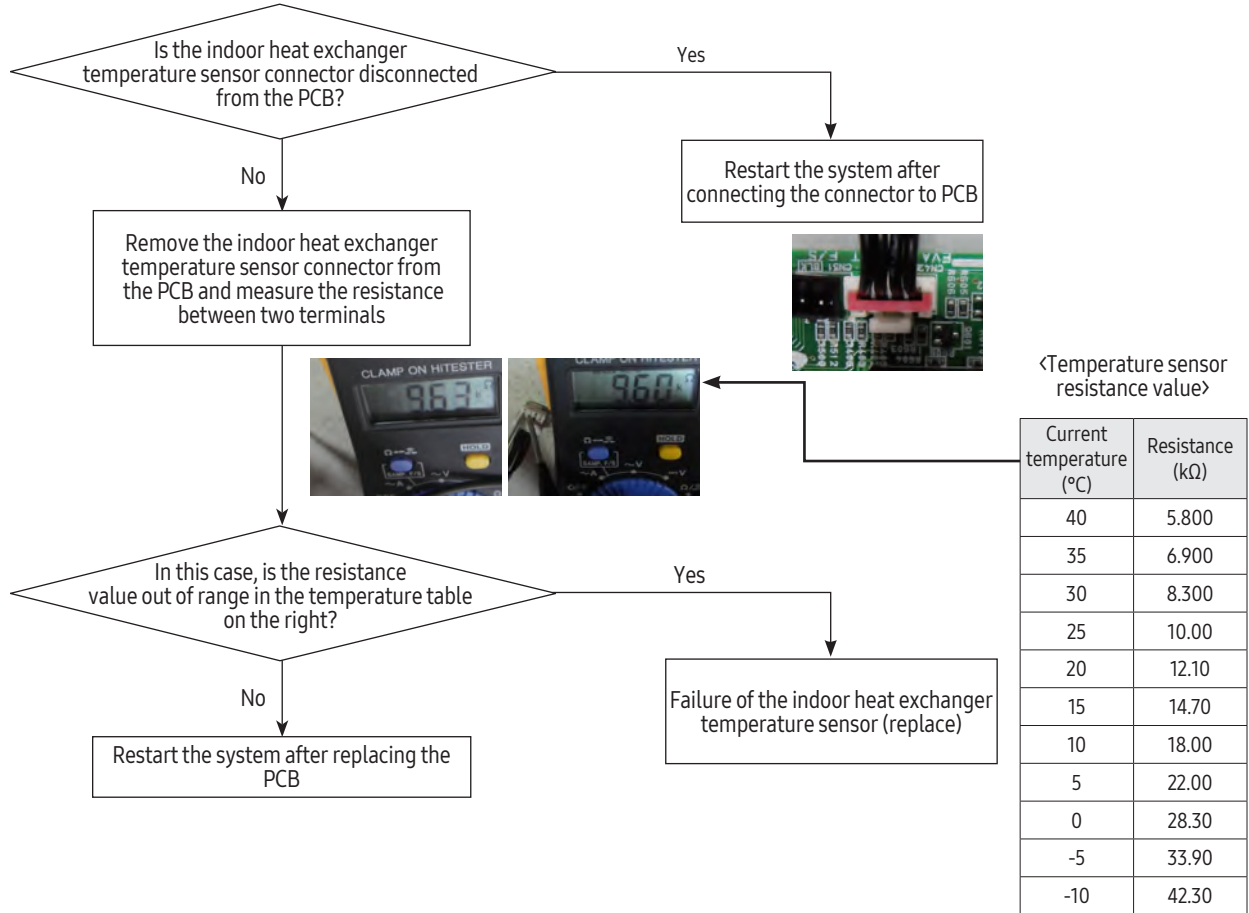 Is the indoor heat exchanger
temperature sensor connector disconnected
from the PCB?
Yes
No
Restart the system after
connecting the connector to PCB
Remove the indoor heat exchanger
temperature sensor connector from
the PCB and measure the resistance
between two terminals
CLAMP ON HITESTER
9.63
HOLD
CLAMP ON HITESTER
9.60
HOLD
EVA
CN43
CN51
BLK
<Temperature sensor
resistance value>
Current
temperature
(°C)
Resistance
(kΩ)
40 5.800
35 6.900
30 8.300
25 10.00
20 12.10
15 14.70
10 18.00
5 22.00
0 28.30
-5 33.90
-10 42.30
In this case, is the resistance
value out of range in the temperature table
on the right?
Yes
No
Failure of the indoor heat exchanger
temperature sensor (replace)
Restart the system after replacing the
PCB